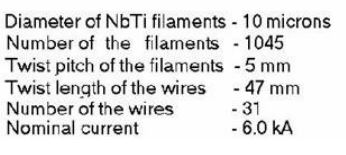 Diameter of NbTi filaments - 10 microns
Number of the filaments - 1045
Twist pitch of the filaments - 5 mm
Twist length of the wires - 47 mm
Number of the wires - 31
Nominal current - 6.0 kA